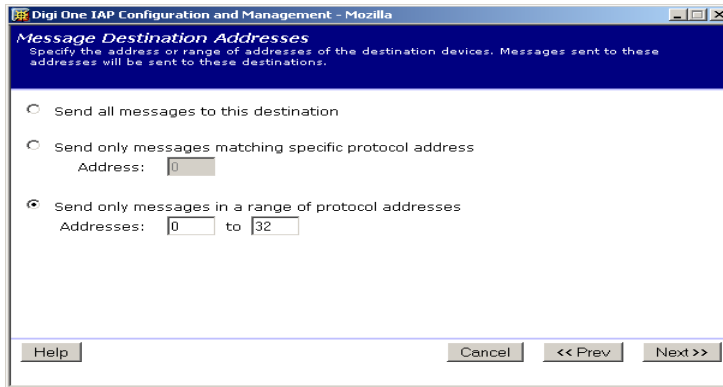 Digi One IAP Configuration and Management - Mozilla
Message Destination Addresses
Specify the address or range of addresses of the destination devices. Messages sent to these
addresses will be sent to these destinations.
Send all messages to this destination
Send only messages matching specific protocol address
Address: 0
Send only messages in a range of protocol addresses
Addresses: 0 to 32
Help Cancel << Prev Next >>